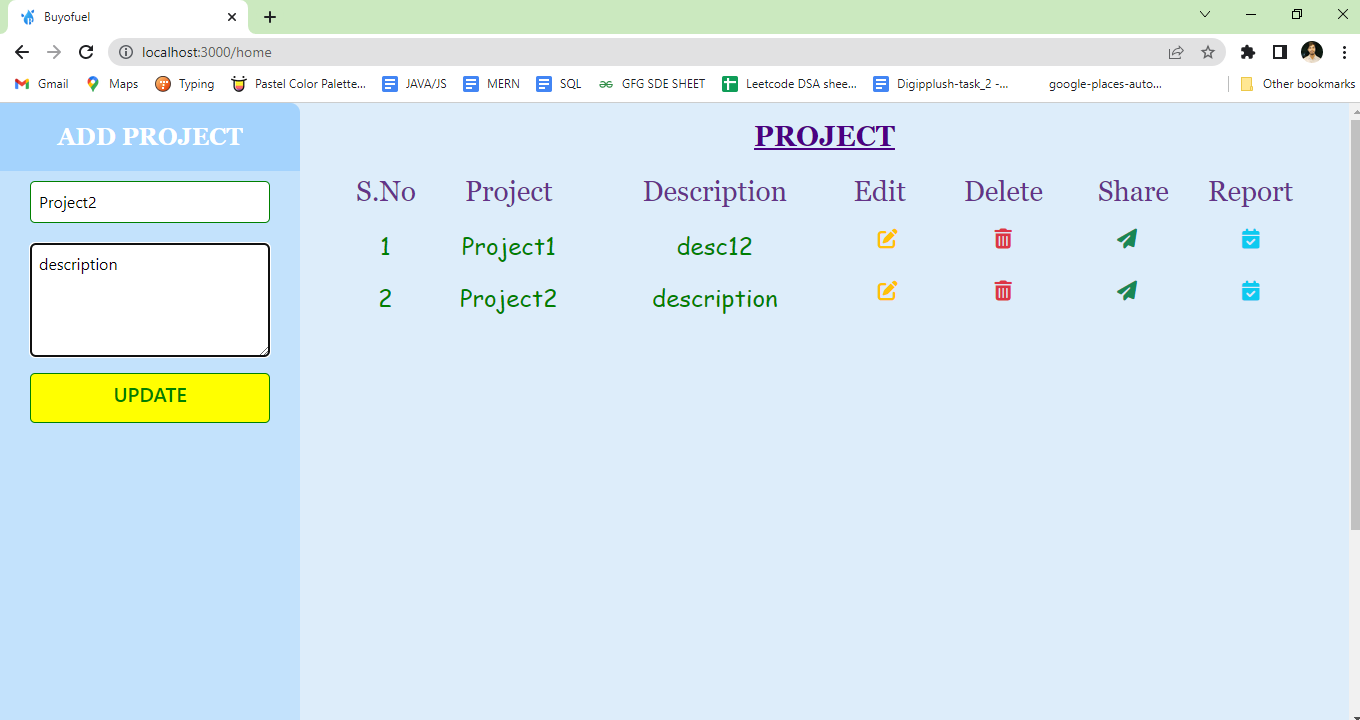 Buyofuel
localhost:3000/home
Gmail Maps Typing Pastel Color Palette... JAVA/JS MERN SQL GFG SDE SHEET Leetcode DSA shee... Digipplush-task_2 -... google-places-auto... Other bookmarks
ADD PROJECT
Project2
description
UPDATE
PROJECT
S.No Project Description Edit Delete Share Report
1 Project1 desc12
2 Project2 description